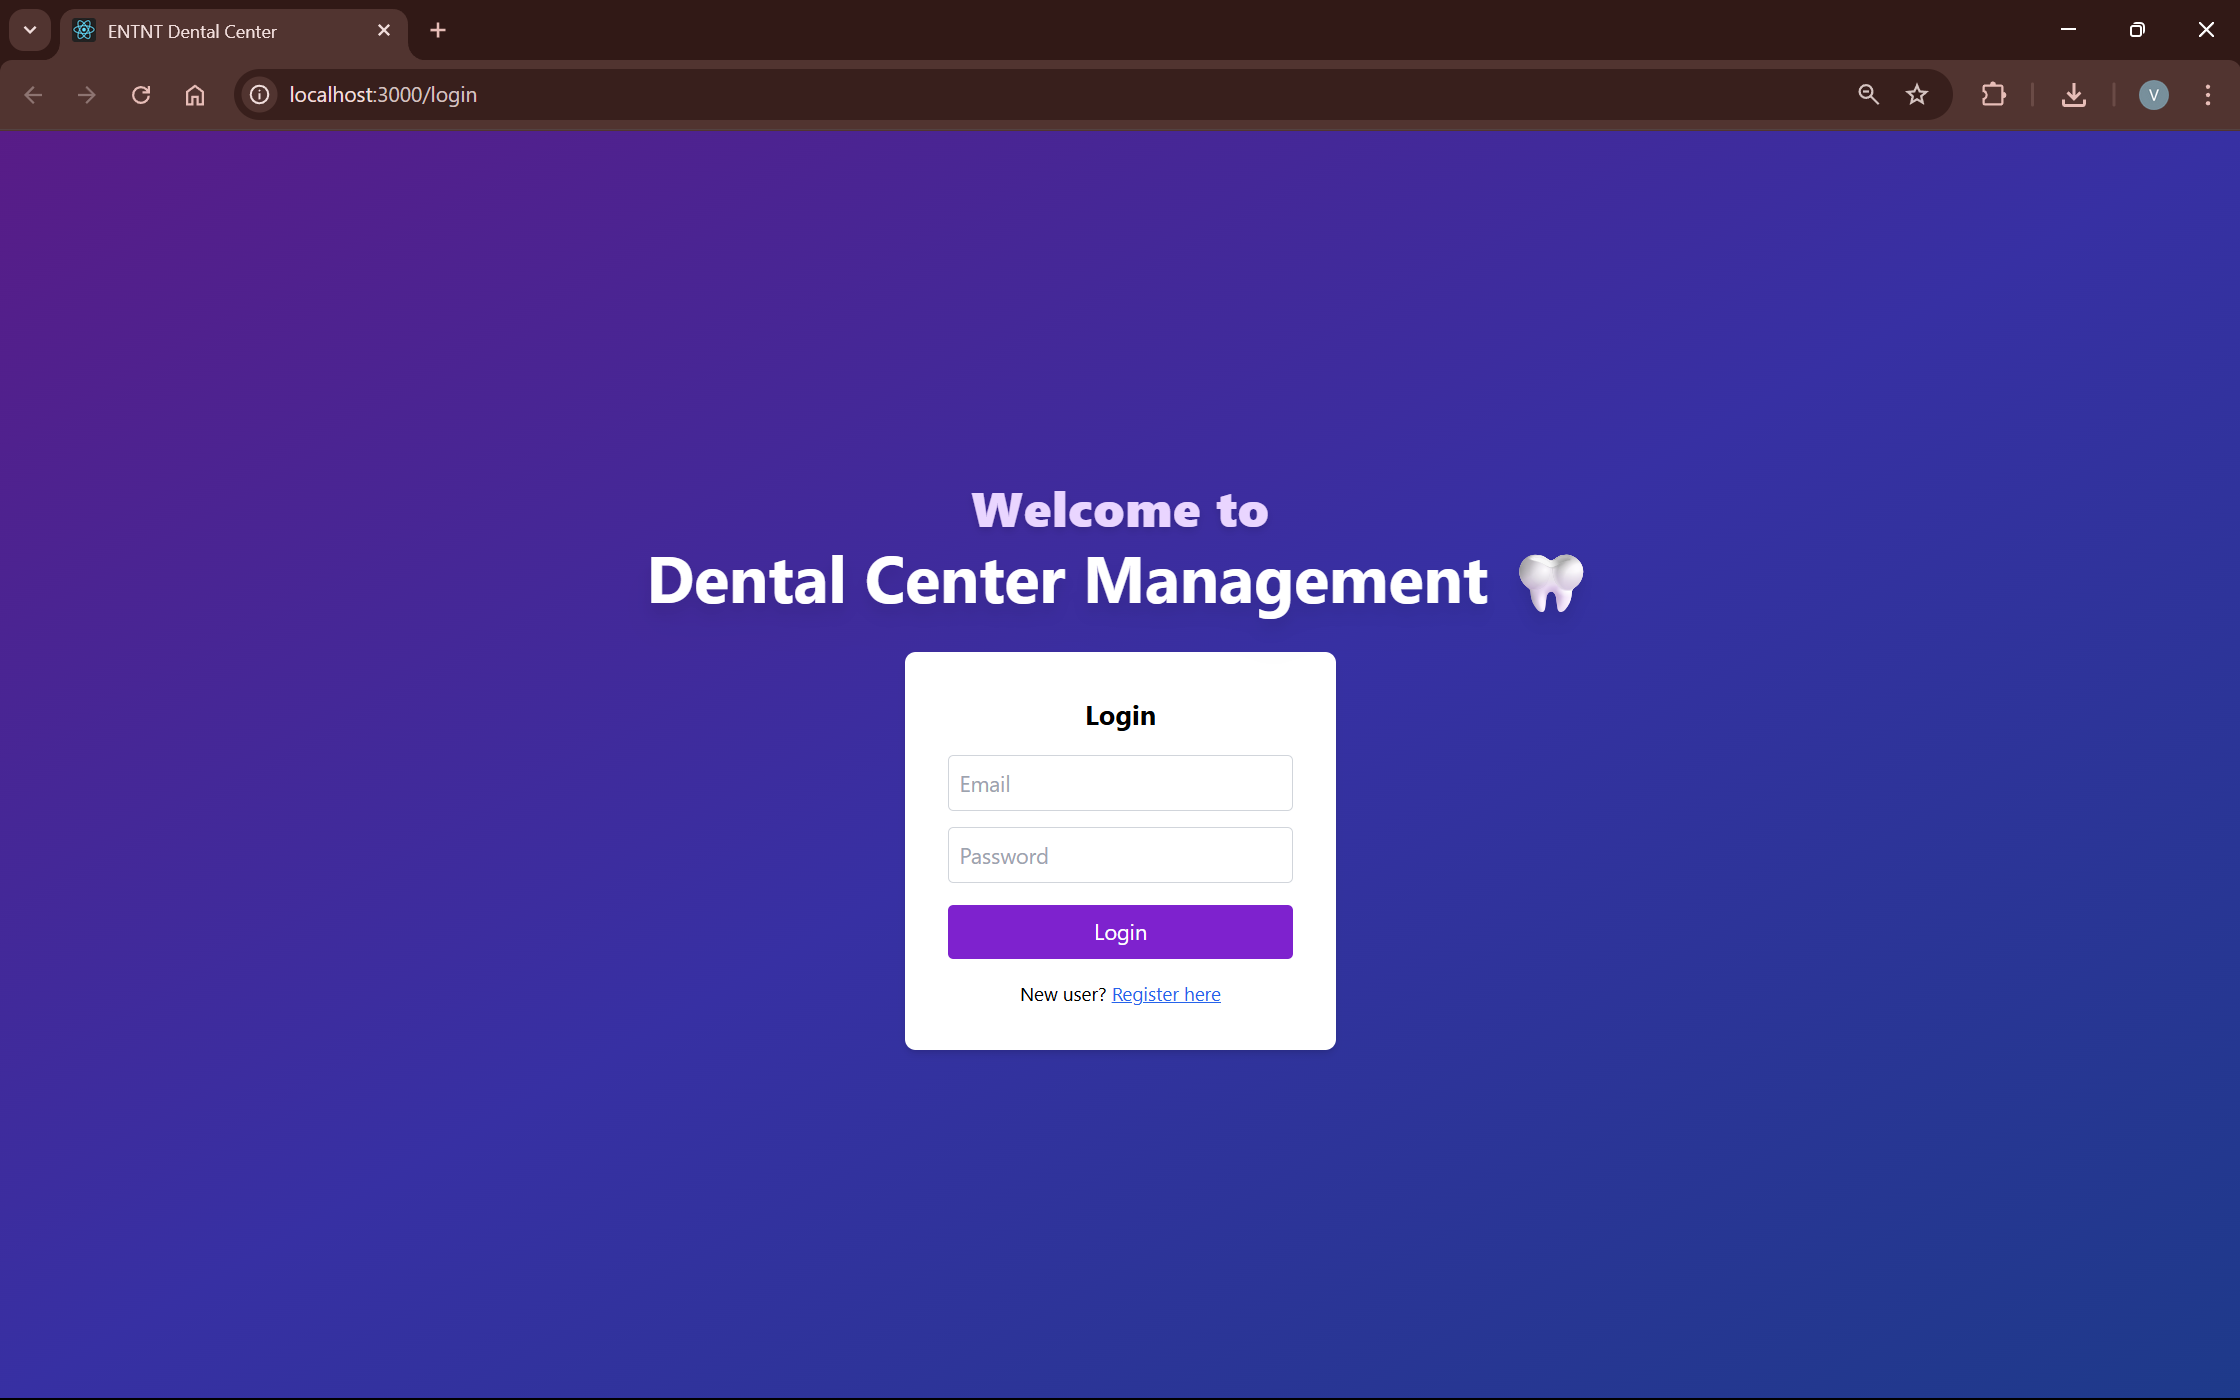 ENTNT Dental Center
localhost:3000/login
V
Welcome to
Dental Center Management
Login
Email
Password
Login
New user? Register here